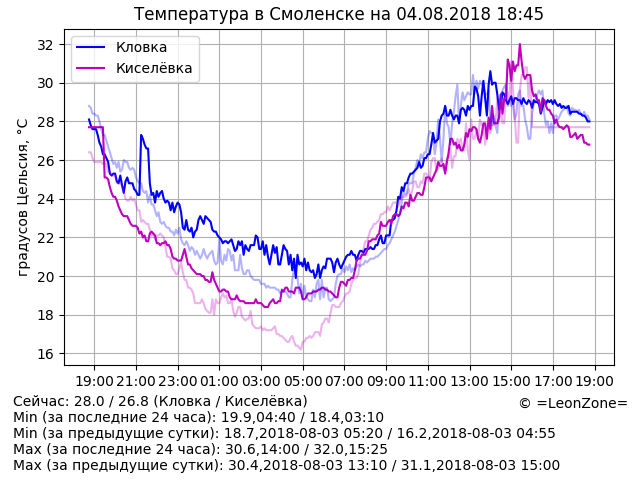 Температура в Смоленске на 04.08.2018 18:45
Кловка
Киселёвка
градусов Цельсия, °C
32
30
28
26
24
22
20
18
16
19:00 21:00 23:00 01:00 03:00 05:00 07:00 09:00 11:00 13:00 15:00 17:00 19:00
Сейчас: 28.0 / 26.8 (Кловка / Киселёвка)
© =LeonZone=
Min (за последние 24 часа): 19.9,04:40 / 18.4,03:10
Min (за предыдущие сутки): 18.7,2018-08-03 05:20 / 16.2,2018-08-03 04:55
Max (за последние 24 часа): 30.6,14:00 / 32.0,15:25
Max (за предыдущие сутки): 30.4,2018-08-03 13:10 / 31.1,2018-08-03 15:00